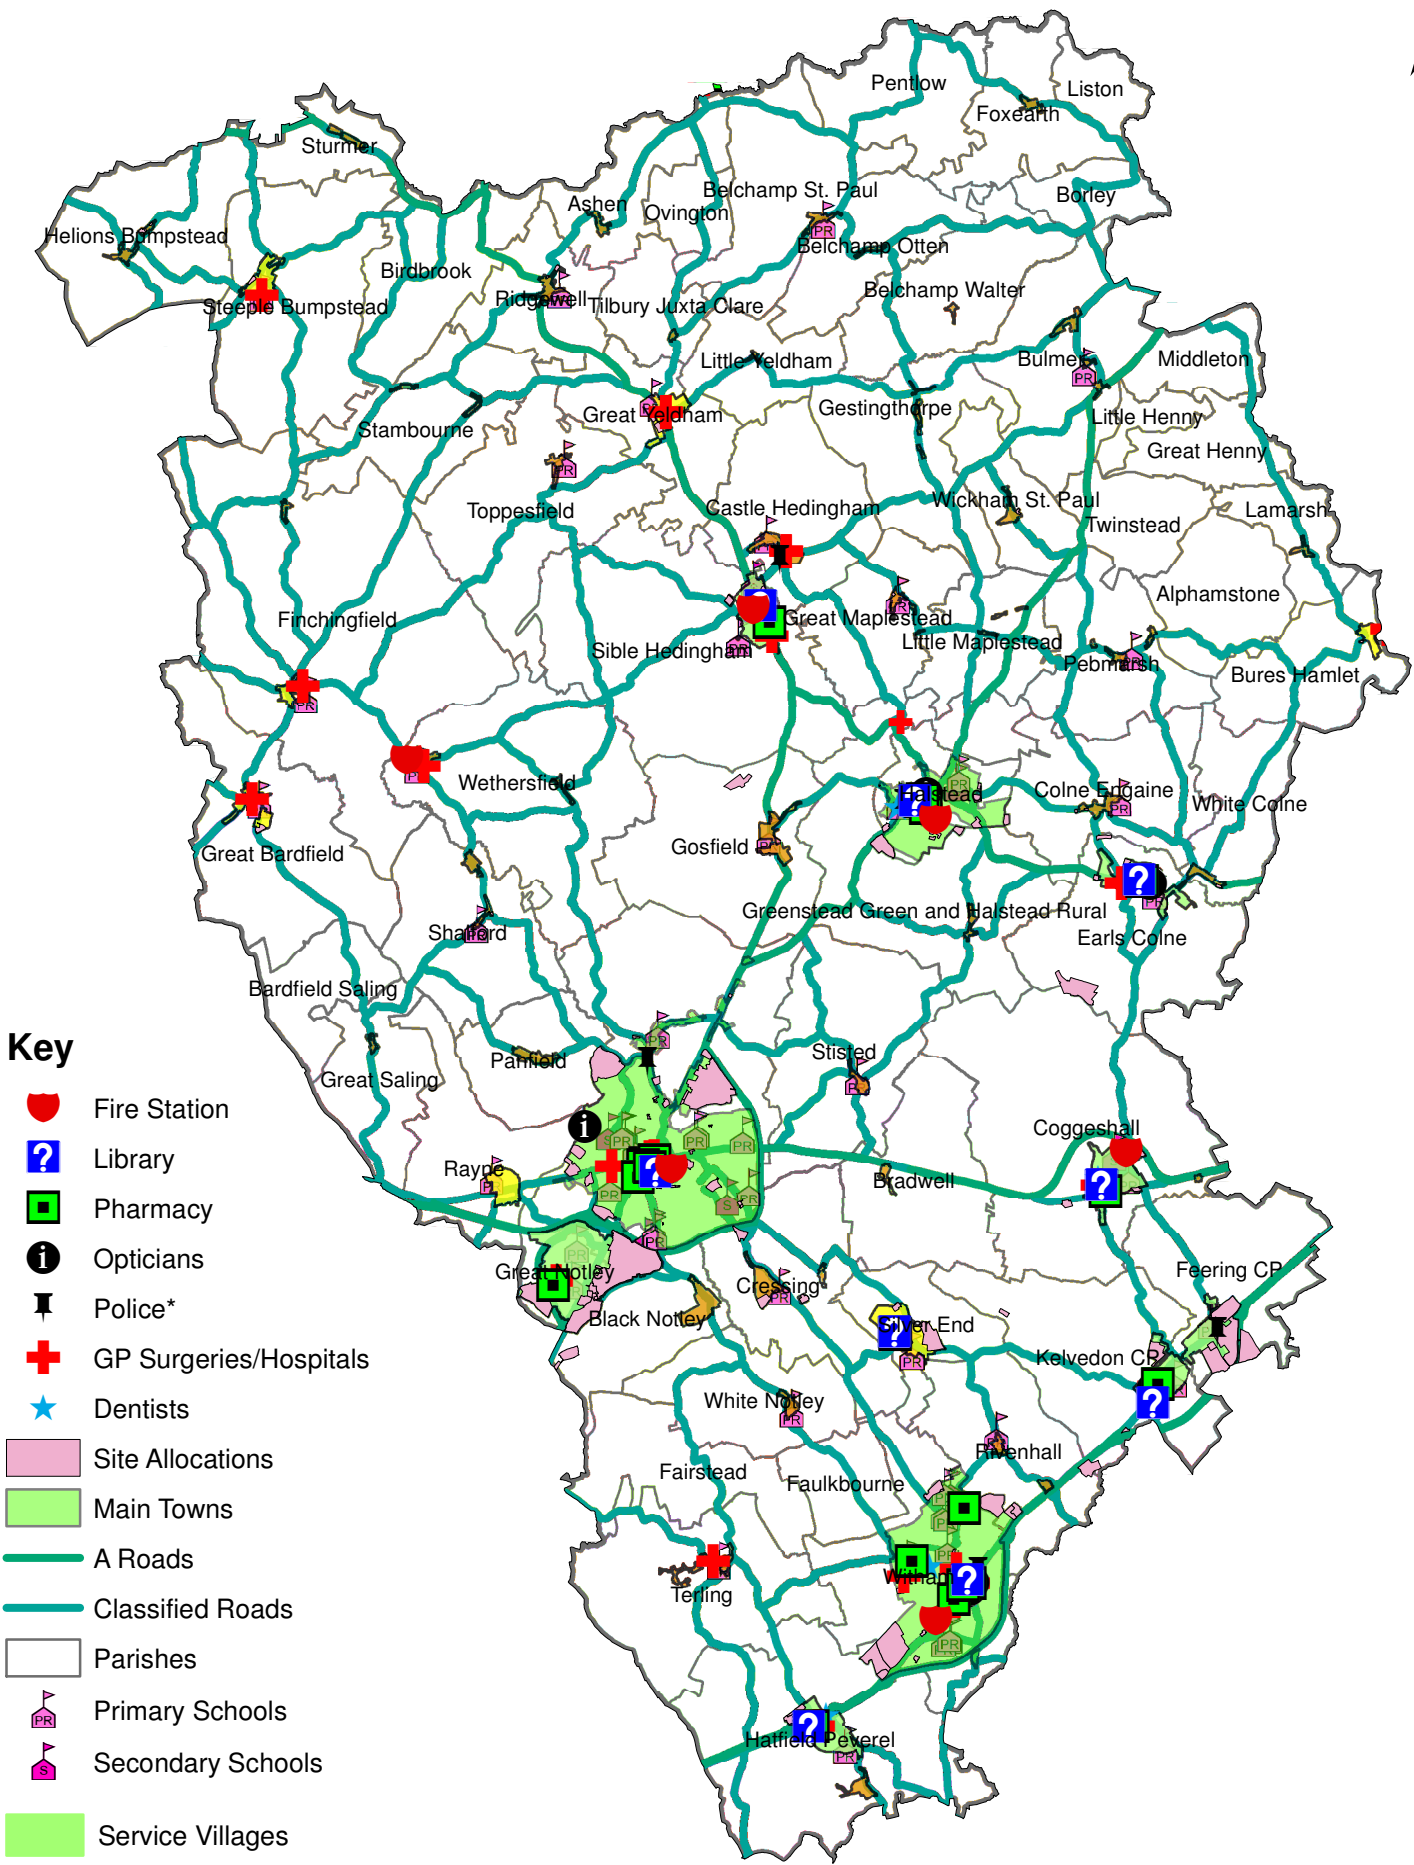 Pentlow
Liston
Foxearth
Sturmer
Belchamp St. Paul
Borley
Ashen
Ovington
Helions Bumpstead
Belchamp Otten
Birdbrook
Belchamp Walter
Ridgewell
Tilbury Juxta Clare
Steeple Bumpstead
Little Yeldham
Bulmer
Middleton
Great Yeldham
Gestingthorpe
Little Henny
Stambourne
Great Henny
Castle Hedingham
Wickham St. Paul
Toppesfield
Lamarsh
Twinstead
Alphamstone
Finchingfield
Great Maplestead
Little Maplestead
Sible Hedingham
Pebmarsh
Bures Hamlet
Wethersfield
Colne Engaine
Halstead
White Colne
Gosfield
Great Bardfield
Greenstead Green and Halstead Rural
Shalford
Earls Colne
Bardfield Saling
Stisted
Panfield
Great Saling
Coggeshall
Rayne
Bradwell
Great Notley
Feering CP
Cressing
Black Notley
Silver End
Kelvedon CP
White Notley
Rivenhall
Fairstead
Faulkbourne
Witham
Terling
Hatfield Peverel
Key
Fire Station
? Library
Pharmacy
i Opticians
Police*
GP Surgeries/Hospitals
Dentists
Site Allocations
Main Towns
A Roads
Classified Roads
Parishes
PR Primary Schools
S Secondary Schools
Service Villages